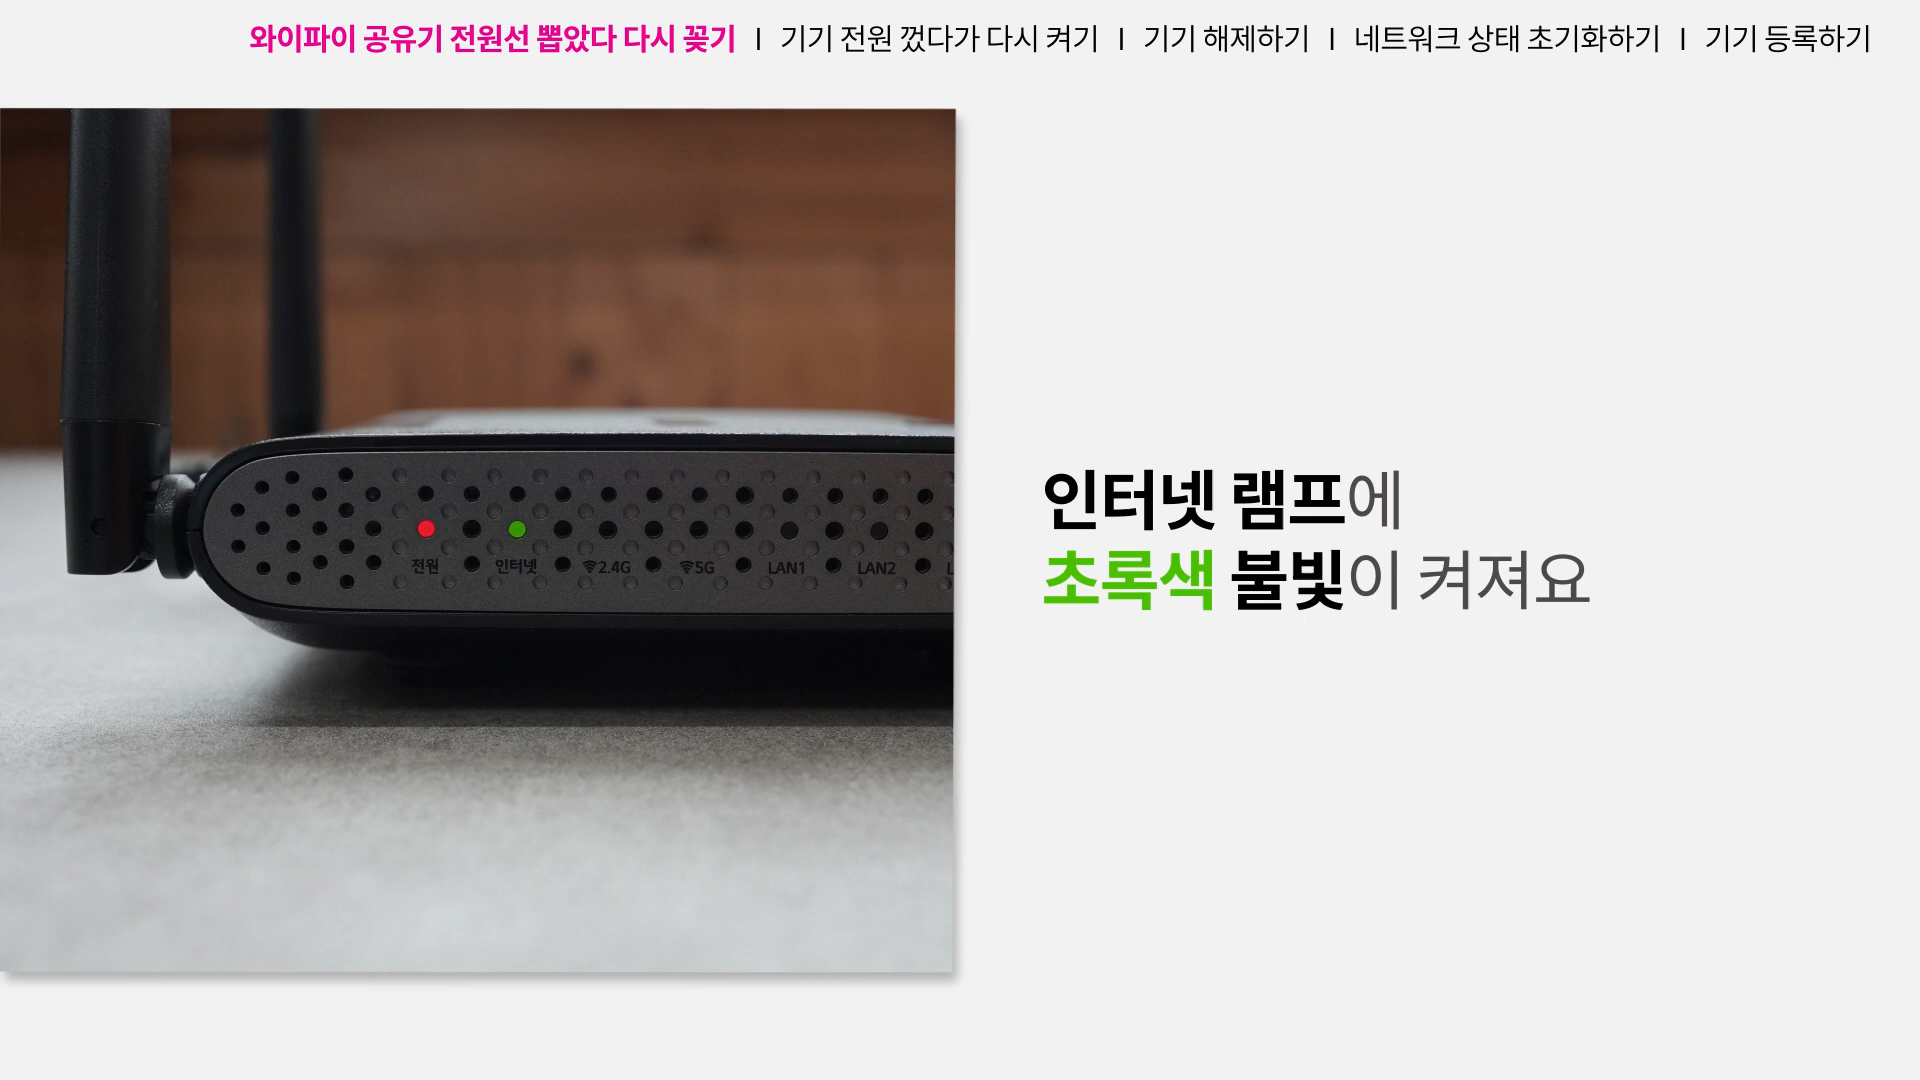 와이파이 공유기 전원선 뽑았다 다시 꽂기 ㅣ 기기 전원 껐다가 다시 켜기 ㅣ 기기 해제하기 ㅣ 네트워크 상태 초기화하기 ㅣ 기기 등록하기
인터넷 램프에
초록색 불빛이 켜져요
전원 인터넷 2.4G 5G LAN1 LAN2